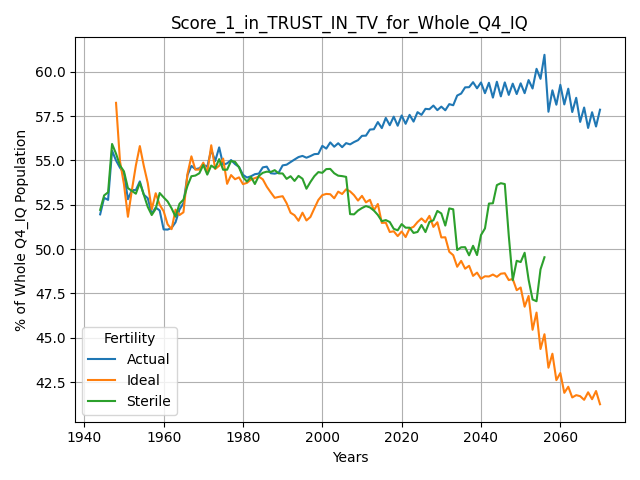 Score_1_in_TRUST_IN_TV_for_Whole_Q4_IQ
% of Whole Q4_IQ Population
60.0
57.5
55.0
52.5
50.0
47.5
45.0
42.5
Fertility
Actual
Ideal
Sterile
1940 1960 1980 2000 2020 2040 2060
Years